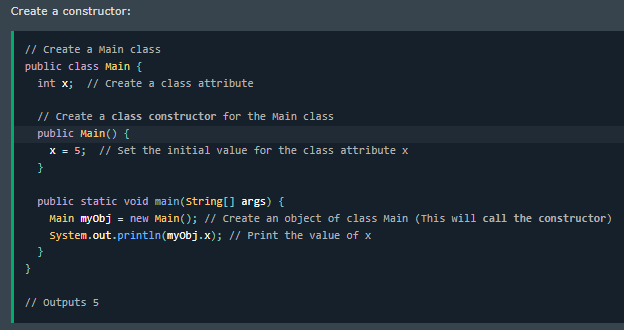 Create a constructor:
// Create a Main class
public class Main {
  int x;  // Create a class attribute

  // Create a class constructor for the Main class
  public Main() {
    x = 5;  // Set the initial value for the class attribute x
  }

  public static void main(String[] args) {
    Main myObj = new Main(); // Create an object of class Main (This will call the constructor)
    System.out.println(myObj.x); // Print the value of x
  }
}

// Outputs 5